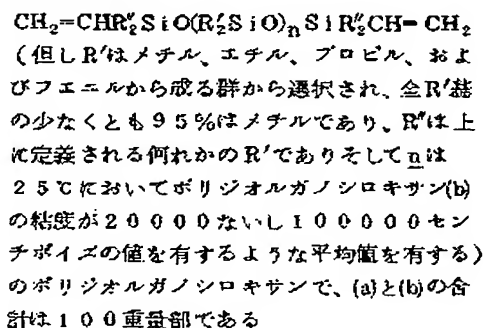 CH₂=CHR″₂SiO(R′₂SiO)ₙSiR″₂CH=CH₂
(但しR′はメチル、エチル、プロピル、およ
びフエニルから成る群から選択され、全R′基
の少なくとも95%はメチルであり、R″は上
に定義される何れかのR′でありそしてnは
25℃においてポリジオルガノシロキサン(b)
の粘度が20000ないし100000セン
チポイズの値を有するような平均値を有する)
のポリジオルガノシロキサンで、(a)と(b)の合
計は100重量部である